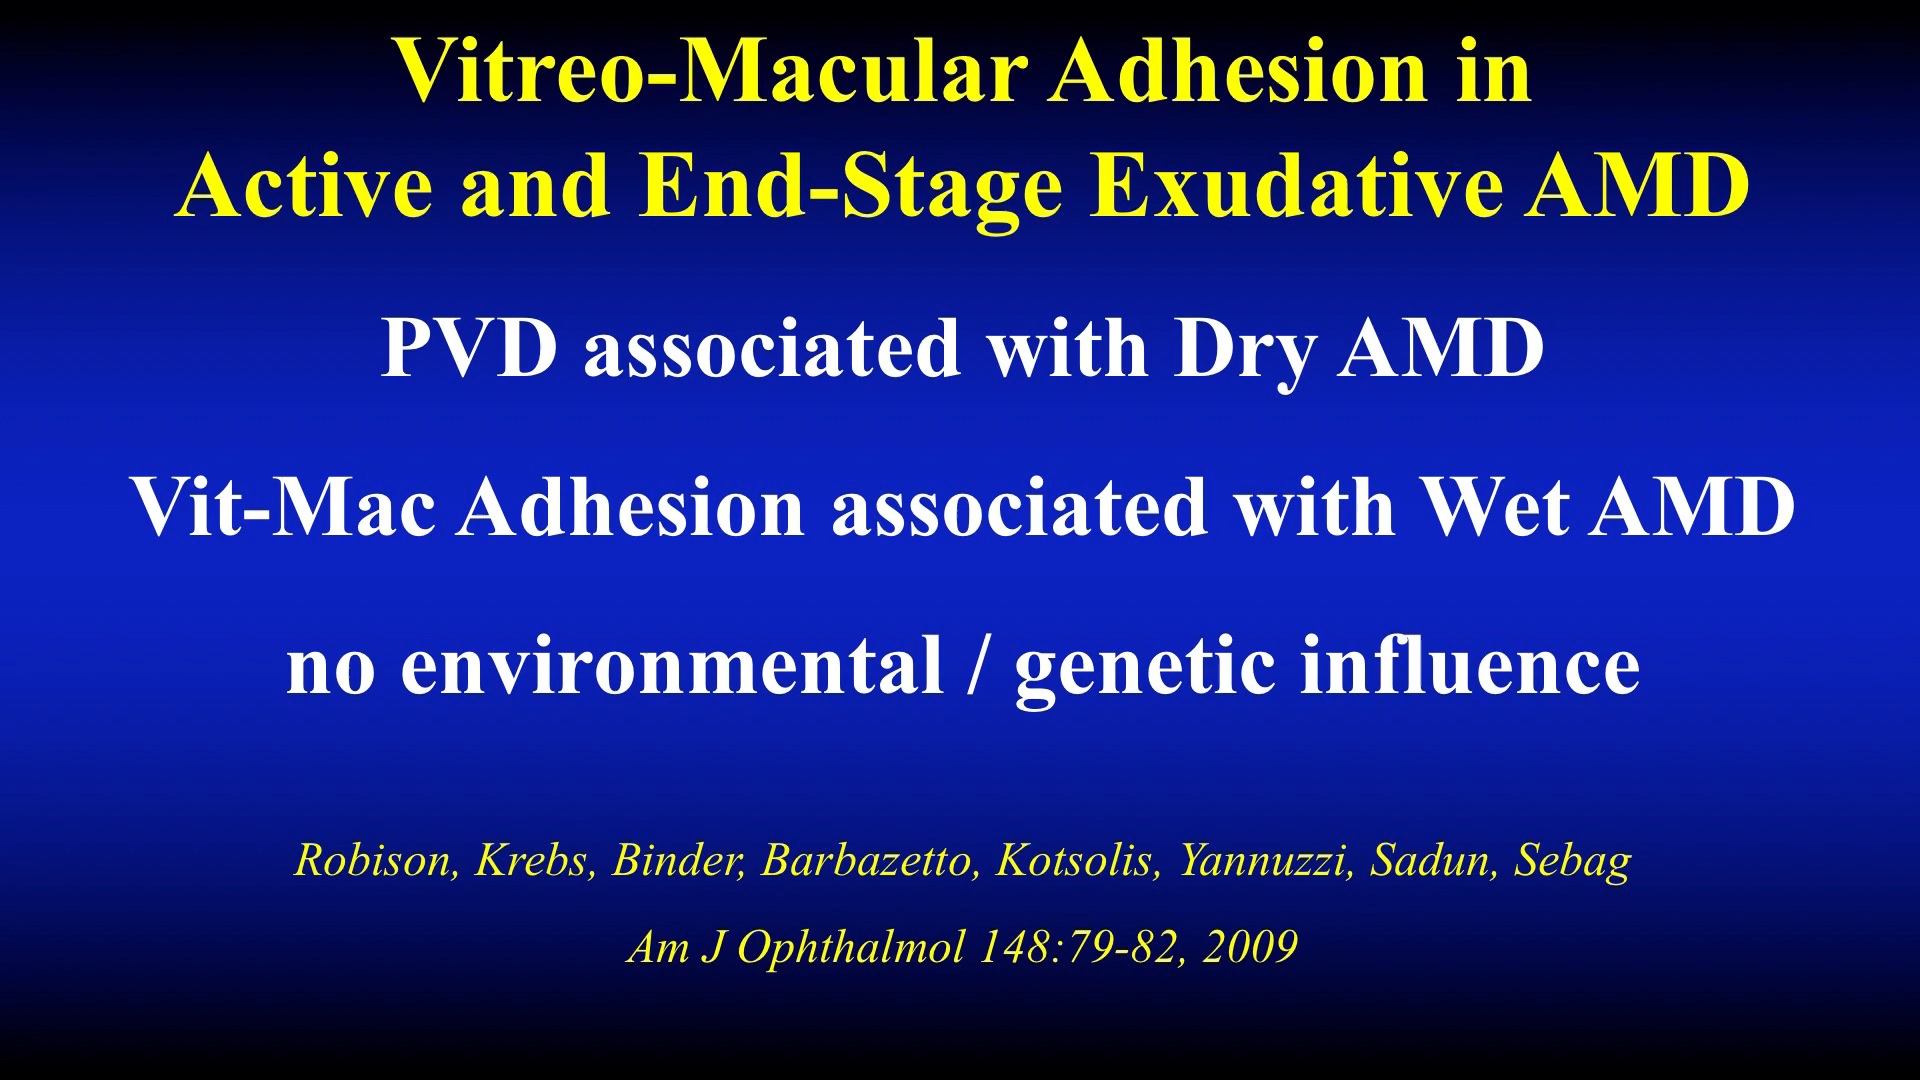 Vitreo-Macular Adhesion in
Active and End-Stage Exudative AMD
PVD associated with Dry AMD
Vit-Mac Adhesion associated with Wet AMD
no environmental / genetic influence
Robison, Krebs, Binder, Barbazetto, Kotsolis, Yannuzzi, Sadun, Sebag
Am J Ophthalmol 148:79-82, 2009